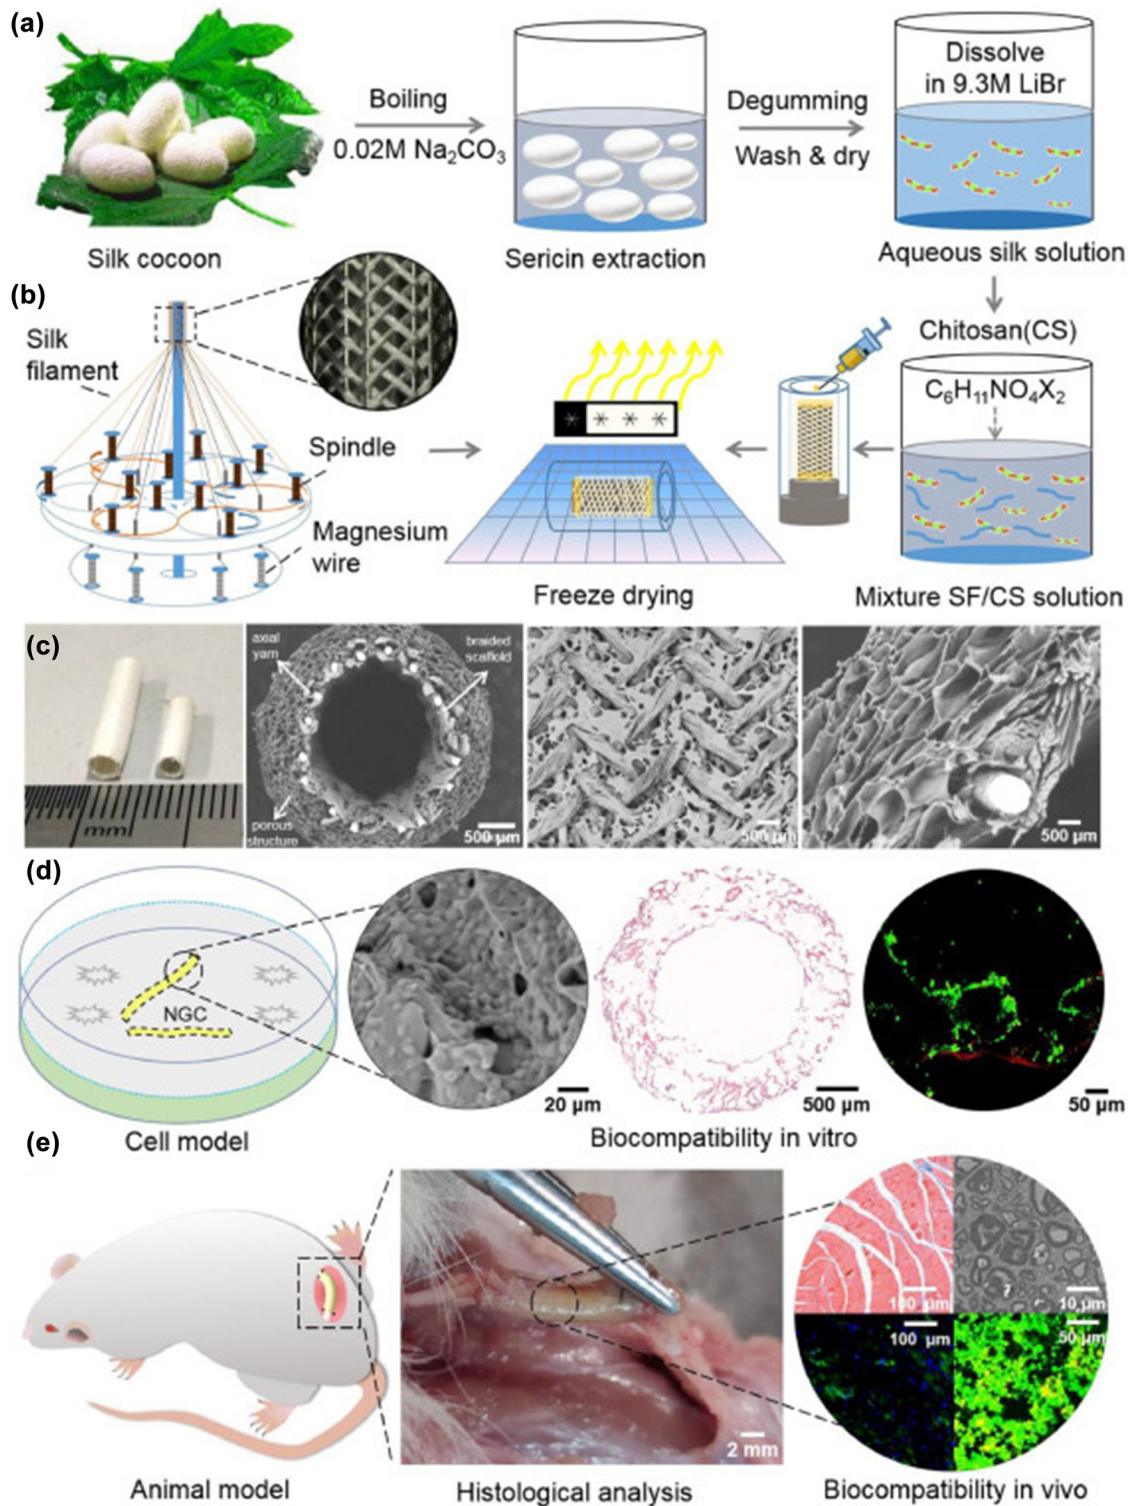 (a)
Boiling
0.02M Na₂CO₃
Degumming
Wash & dry
Dissolve
in 9.3M LiBr
Silk cocoon
Sericin extraction
Aqueous silk solution
(b)
Silk
filament
Spindle
Magnesium
wire
Freeze drying
Chitosan(CS)
C₆H₁₁NO₄X₂
Mixture SF/CS solution
(c)
mm
axial
yarn
braided
scaffold
porous
structure
500 µm
500 µm
500 µm
(d)
NGC
Cell model
20 µm
500 µm
50 µm
Biocompatibility in vitro
(e)
Animal model
2 mm
Histological analysis
100 µm
10 µm
100 µm
50 µm
Biocompatibility in vivo